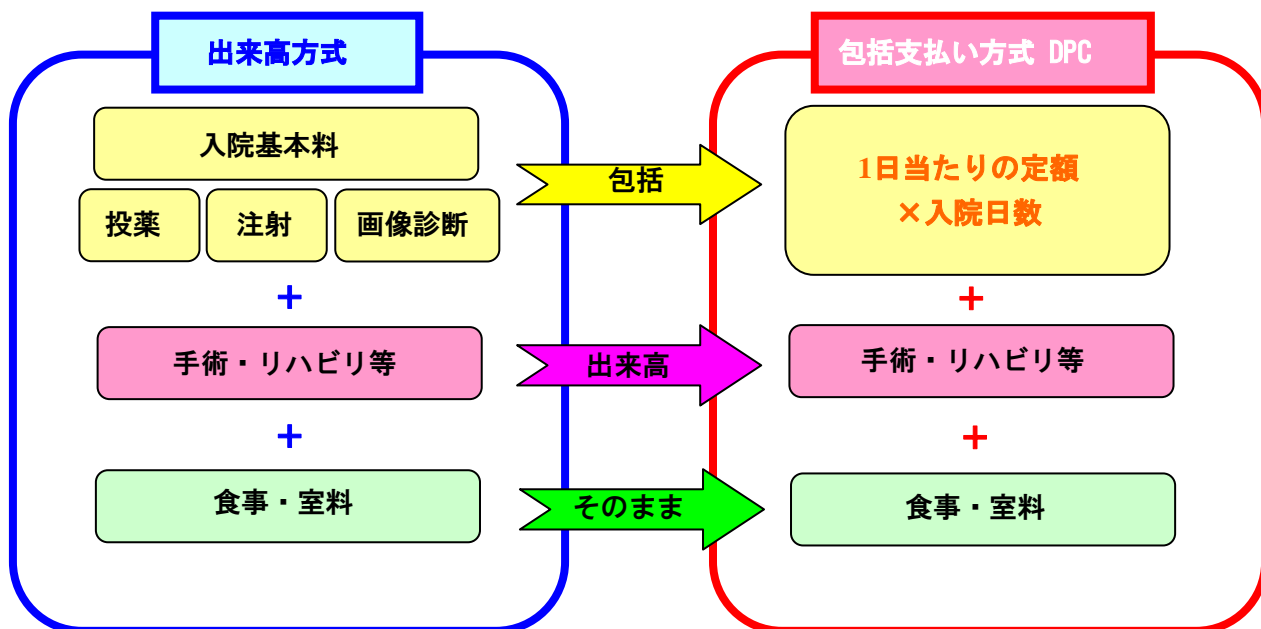 出来高方式
入院基本料
投薬
注射
画像診断
+
手術・リハビリ等
+
食事・室料
包括
出来高
そのまま
包括支払い方式 DPC
1日当たりの定額
×入院日数
+
手術・リハビリ等
+
食事・室料